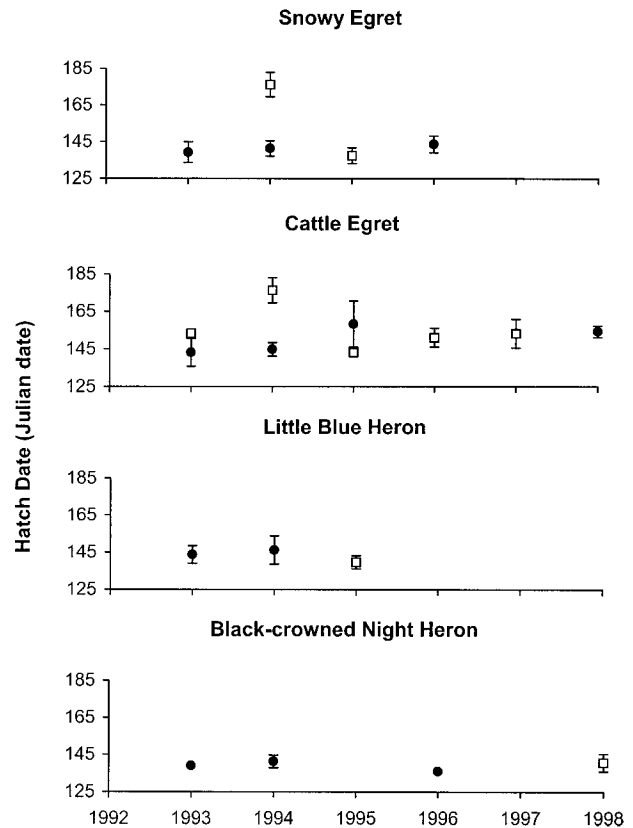 Snowy Egret
185
165
145
125
Cattle Egret
185
165
145
125
Little Blue Heron
185
165
145
125
Black-crowned Night Heron
185
165
145
125
1992 1993 1994 1995 1996 1997 1998
Hatch Date (Julian date)